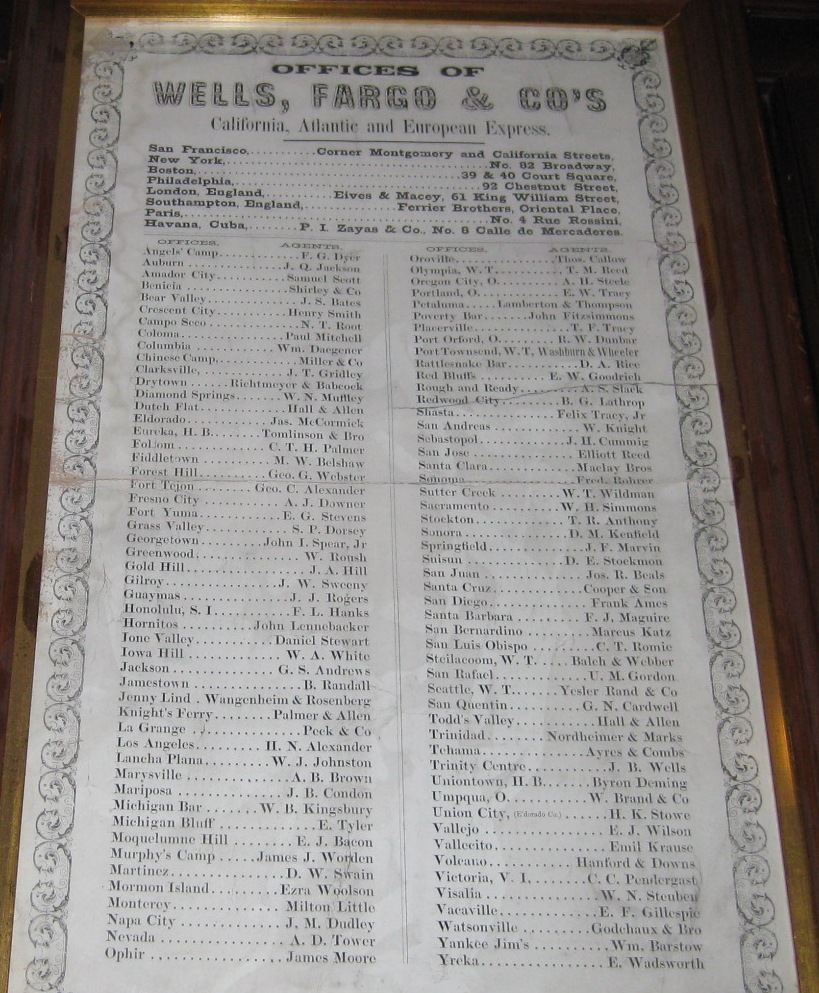 OFFICES OF
WELLS, FARGO & CO'S
California, Atlantic and European Express.
San Francisco,..........Corner Montgomery and California Streets,
New York,..........No. 82 Broadway,
Boston,..........39 & 40 Court Square,
Philadelphia,..........92 Chestnut Street,
London, England,..........Eives & Macey, 61 King William Street,
Southampton, England,..........Ferrier Brothers, Oriental Place,
Paris,..........No. 4 Rue Rossini,
Havana, Cuba,........P. I. Zayas & Co., No. 8 Calle de Mercaderes.
OFFICES. AGENTS.
Angels' Camp..........F. G. Dyer
Auburn..........J. Q. Jackson
Amador City..........Samuel Scott
Benicia..........Shirley & Co
Bear Valley..........J. S. Bates
Crescent City..........Henry Smith
Campo Seco..........N. T. Root
Coloma..........Paul Mitchell
Columbia..........Wm. Daegener
Chinese Camp,..........Miller & Co
Clarksville,..........J. T. Gridley
Drytown......Richtmeyer & Babcock
Diamond Springs.......W. N. Muffley
Dutch Flat..........Hall & Allen
Eldorado..........Jas. McCormick
Eureka, H. B........Tomlinson & Bro
Folsom..........C. T. H. Palmer
Fiddletown..........M. W. Belshaw
Forest Hill..........Geo. G. Webster
Fort Tejon........Geo. C. Alexander
Fresno City..........A. J. Downer
Fort Yuma..........E. G. Stevens
Grass Valley..........S. P. Dorsey
Georgetown.........John I. Spear, Jr
Greenwood..........W. Roush
Gold Hill..........J. A. Hill
Gilroy..........J. W. Sweeny
Guaymas..........J. J. Rogers
Honolulu, S. I..........F. L. Hanks
Hornitos..........John Lennebacker
Ione Valley..........Daniel Stewart
Iowa Hill..........W. A. White
Jackson..........G. S. Andrews
Jamestown..........B. Randall
Jenny Lind . Wangenheim & Rosenberg
Knight's Ferry........Palmer & Allen
La Grange..........Peck & Co
Los Angeles.........H. N. Alexander
Lancha Plana.........W. J. Johnston
Marysville..........A. B. Brown
Mariposa..........J. B. Condon
Michigan Bar.......W. B. Kingsbury
Michigan Bluff..........E. Tyler
Moquelumne Hill........E. J. Bacon
Murphy's Camp......James J. Worden
Martinez..........D. W. Swain
Mormon Island.........Ezra Woolson
Monterey..........Milton Little
Napa City..........J. M. Dudley
Nevada..........A. D. Tower
Ophir..........James Moore
OFFICES. AGENTS.
Oroville..........Thos. Callow
Olympia, W. T..........T. M. Reed
Oregon City, O.........A. H. Steele
Portland, O..........E. W. Tracy
Petaluma......Lamberton & Thompson
Poverty Bar......John Fitzsimmons
Placerville..........T. F. Tracy
Port Orford, O........R. W. Dunbar
Port Townsend, W.T, Washburn & Wheeler
Rattlesnake Bar..........D. A. Rice
Red Bluffs..........E. W. Goodrich
Rough and Ready.........A. S. Slack
Redwood City.........B. G. Lathrop
Shasta..........Felix Tracy, Jr
San Andreas..........W. Knight
Sebastopol..........J. H. Cummig
San Jose..........Elliott Reed
Santa Clara..........Maclay Bros
Sonoma..........Fred. Rohrer
Sutter Creek.........W. T. Wildman
Sacramento..........W. H. Simmons
Stockton..........T. R. Anthony
Sonora..........D. M. Kenfield
Springfield..........J. F. Marvin
Suisun..........D. E. Stockmon
San Juan..........Jos. R. Beals
Santa Cruz..........Cooper & Son
San Diego..........Frank Ames
Santa Barbara.........F. J. Maguire
San Bernardino.........Marcus Katz
San Luis Obispo.........C. T. Romie
Steilacoom, W. T.....Balch & Webber
San Rafael..........U. M. Gordon
Seattle, W. T.......Yesler Rand & Co
San Quentin.........G. N. Cardwell
Todd's Valley..........Hall & Allen
Trinidad.........Nordheimer & Marks
Tehama..........Ayres & Combs
Trinity Centre..........J. B. Wells
Uniontown, H. B.......Byron Deming
Umpqua, O..........W. Brand & Co
Union City, (Eldorado Co.)......H. K. Stowe
Vallejo..........E. J. Wilson
Vallecito..........Emil Krause
Volcano..........Hanford & Downs
Victoria, V. I,.......C. C. Pendergast
Visalia..........W. N. Steuben
Vacaville..........E. F. Gillespie
Watsonville.........Godchaux & Bro
Yankee Jim's.........Wm. Barstow
Yreka..........E. Wadsworth